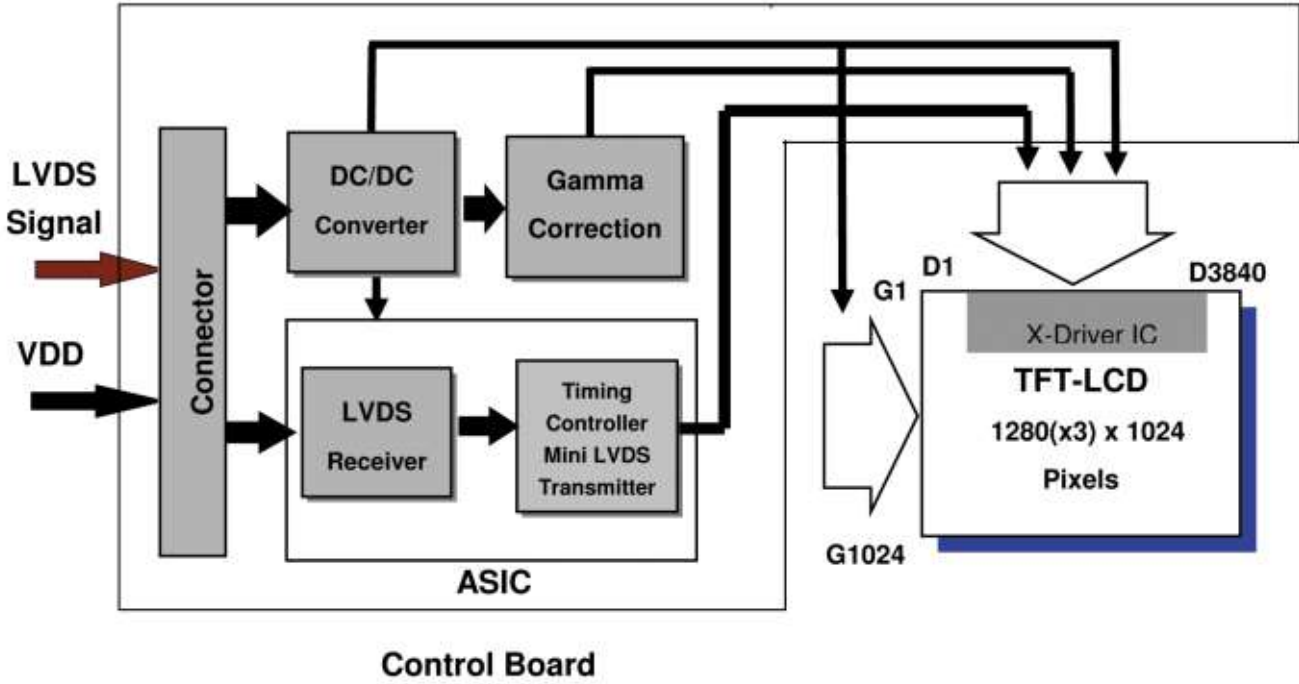 LVDS
Signal
VDD
Connector
DC/DC
Converter
Gamma
Correction
LVDS
Receiver
Timing
Controller
Mini LVDS
Transmitter
ASIC
Control Board
D1
D3840
G1
G1024
X-Driver IC
TFT-LCD
1280(x3) x 1024
Pixels